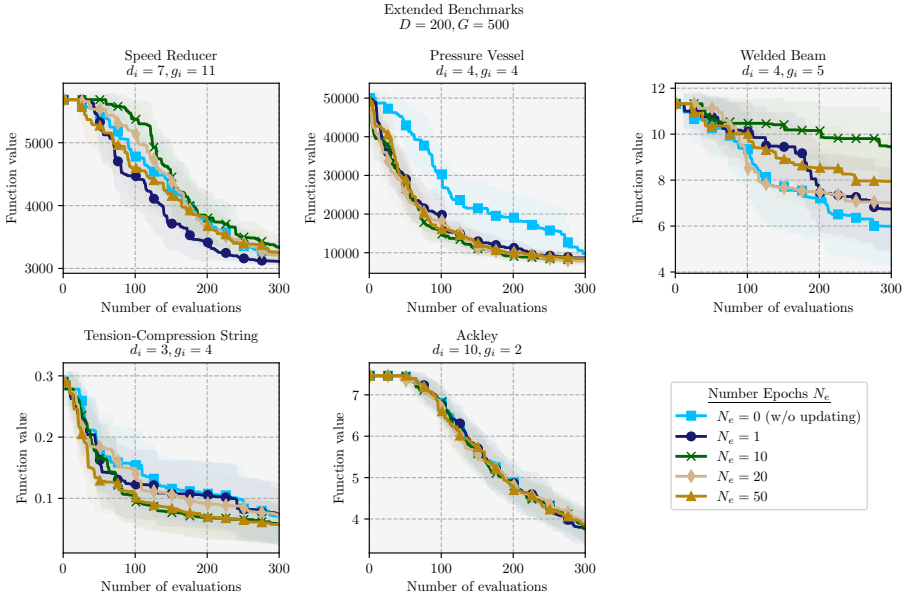 Extended Benchmarks
D = 200, G = 500
Speed Reducer
d_i = 7, g_i = 11
Function value
5000
4000
3000
0
100
200
300
Number of evaluations
Pressure Vessel
d_i = 4, g_i = 4
Function value
50000
40000
30000
20000
10000
0
100
200
300
Number of evaluations
Welded Beam
d_i = 4, g_i = 5
Function value
12
10
8
6
4
0
100
200
300
Number of evaluations
Tension-Compression String
d_i = 3, g_i = 4
Function value
0.3
0.2
0.1
0
100
200
300
Number of evaluations
Ackley
d_i = 10, g_i = 2
Function value
7
6
5
4
0
100
200
300
Number of evaluations
Number Epochs N_e
N_e = 0 (w/o updating)
N_e = 1
N_e = 10
N_e = 20
N_e = 50